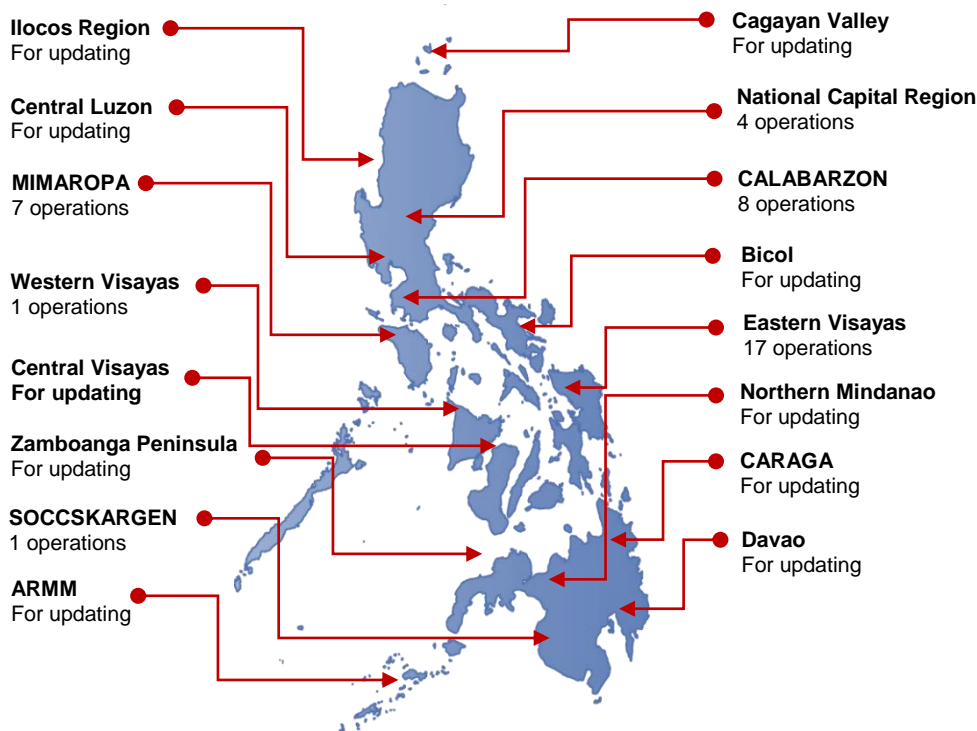 Ilocos Region
For updating
Central Luzon
For updating
MIMAROPA
7 operations
Western Visayas
1 operations
Central Visayas
For updating
Zamboanga Peninsula
For updating
SOCCSKARGEN
1 operations
ARMM
For updating
Cagayan Valley
For updating
National Capital Region
4 operations
CALABARZON
8 operations
Bicol
For updating
Eastern Visayas
17 operations
Northern Mindanao
For updating
CARAGA
For updating
Davao
For updating